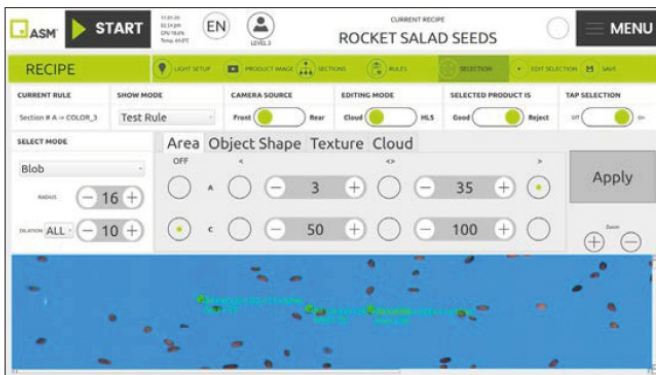 ASM
START
EN
LEVEL 3
CURRENT RECIPE
ROCKET SALAD SEEDS
MENU
RECIPE
LIGHT SETUP
PRODUCT IMAGE
SECTIONS
RULES
SELECTION
EDIT SELECTION
SAVE
CURRENT RULE
SHOW MODE
CAMERA SOURCE
EDITING MODE
SELECTED PRODUCT IS
TAP SELECTION
Section # A -> COLOR_3
Test Rule
Front Rear
Cloud HLS
Good Reject
Off On
SELECT MODE
Area Object Shape Texture Cloud
OFF < <> >
Blob
A 3 35
Apply
RADIUS 16
C 50 100
DILATION ALL 10
Zoom